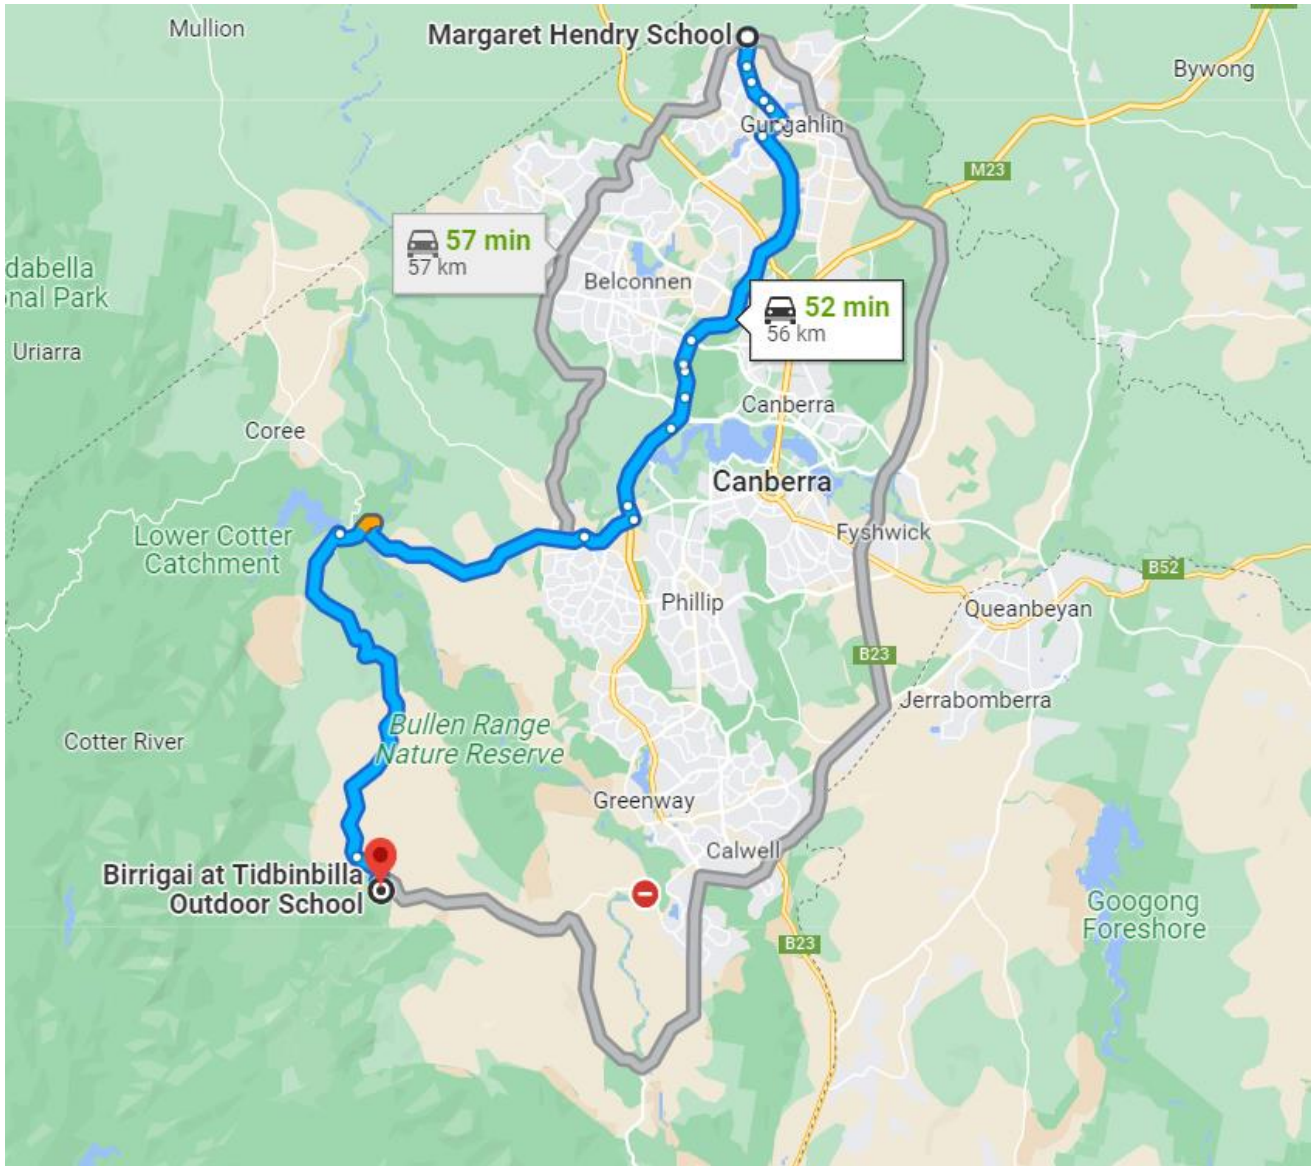 Mullion
Margaret Hendry School
Bywong
Gungahlin
M23
57 min
57 km
dabella
nal Park
Belconnen
52 min
56 km
Uriarra
Canberra
Coree
Canberra
Lower Cotter
Catchment
Fyshwick
B52
Phillip
Queanbeyan
B23
Jerrabomberra
Bullen Range
Nature Reserve
Cotter River
Greenway
Calwell
Birrigai at Tidbinbilla
Outdoor School
Googong
Foreshore
B23